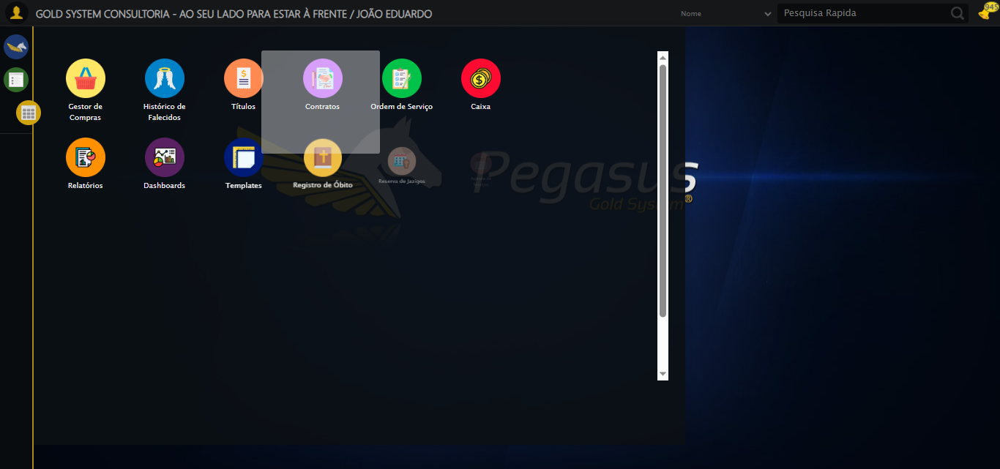 GOLD SYSTEM CONSULTORIA - AO SEU LADO PARA ESTAR À FRENTE / JOÃO EDUARDO
Nome
Pesquisa Rapida
945
Gestor de
Compras
Histórico de
Falecidos
Títulos
Contratos
Ordem de Serviço
Caixa
Relatórios
Dashboards
Templates
Registro de Óbito
Reserva de Jazigos
Pegasus
Gold System®